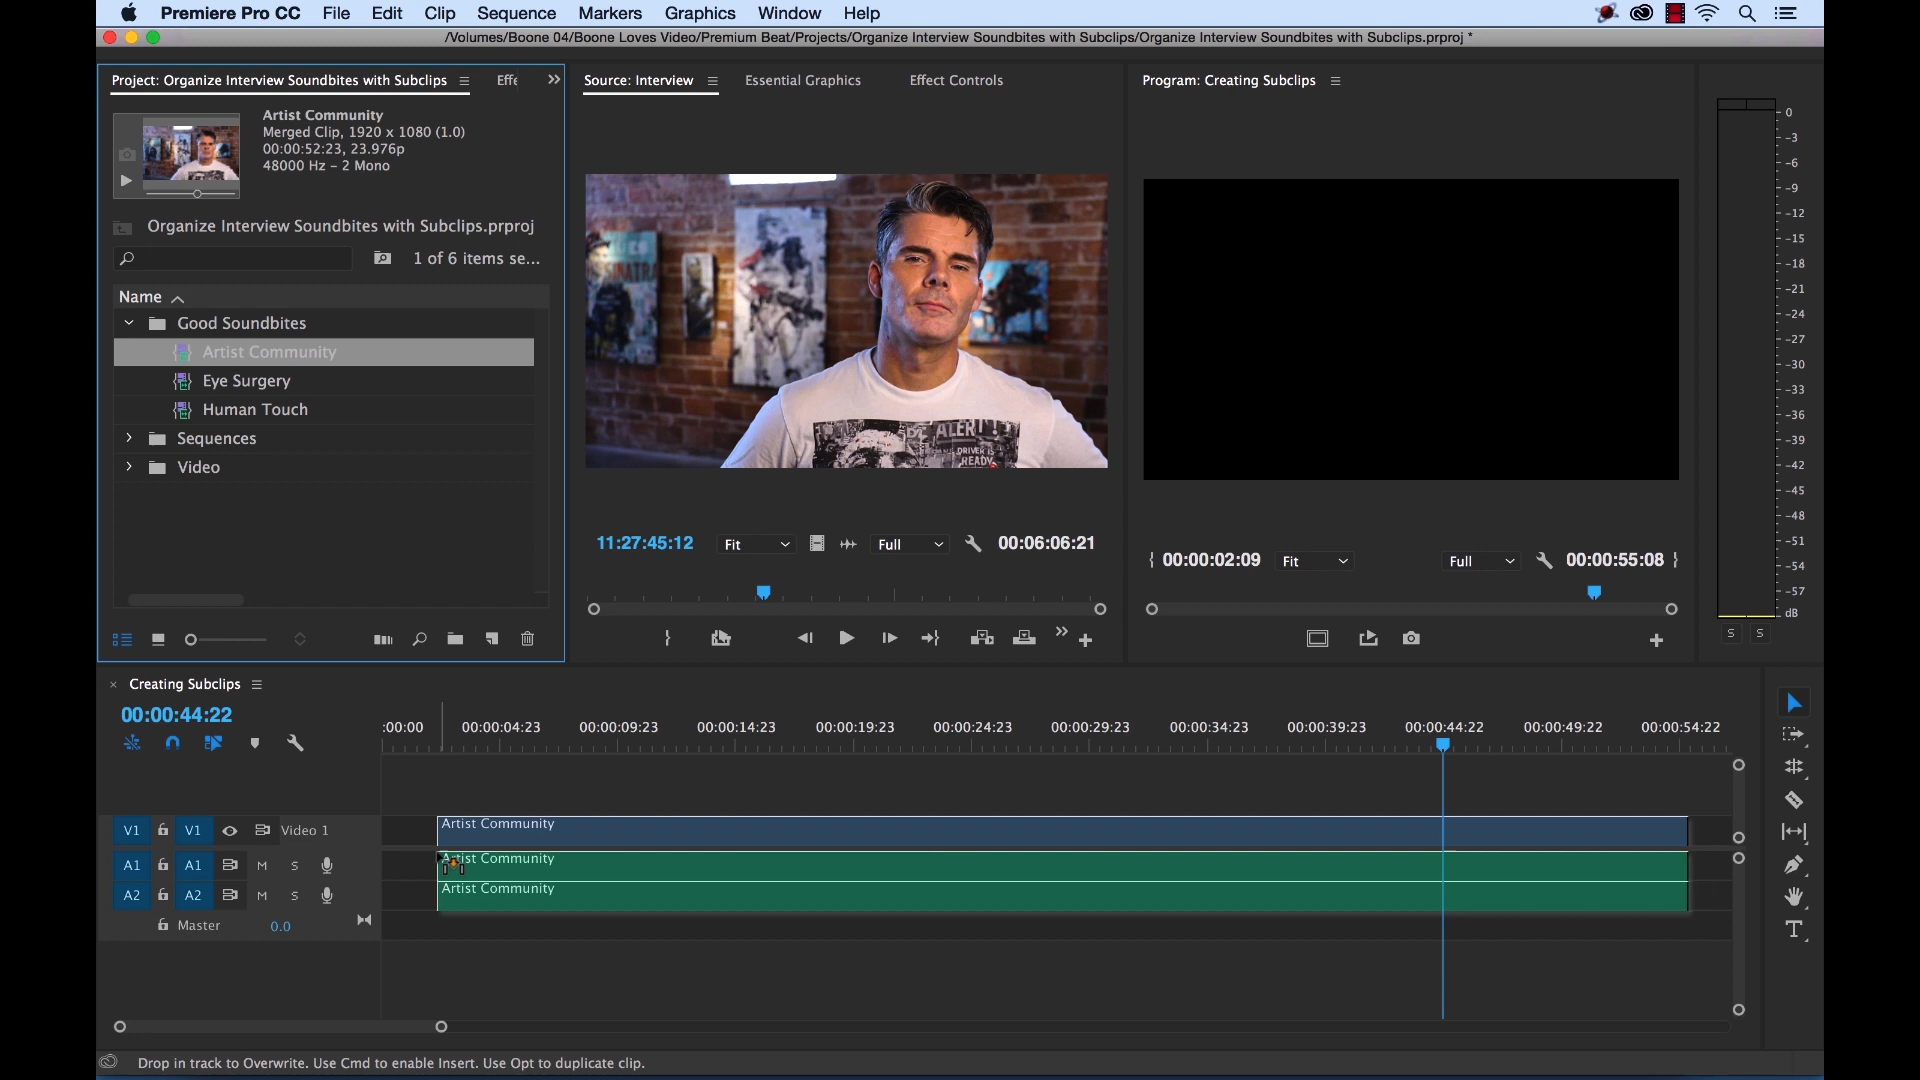 Premiere Pro CC File Edit Clip Sequence Markers Graphics Window Help
/Volumes/Boone 04/Boone Loves Video/Premium Beat/Projects/Organize Interview Soundbites with Subclips/Organize Interview Soundbites with Subclips.prproj *
Project: Organize Interview Soundbites with Subclips Effe
Source: Interview Essential Graphics Effect Controls
Program: Creating Subclips
Artist Community
Merged Clip, 1920 x 1080 (1.0)
00:00:52:23, 23.976p
48000 Hz - 2 Mono
Organize Interview Soundbites with Subclips.prproj
1 of 6 items se...
Name
Good Soundbites
Artist Community
Eye Surgery
Human Touch
Sequences
Video
SINATRA
ALERT!
DRIVER IS
READY
11:27:45:12 Fit Full 00:06:06:21
00:00:02:09 Fit Full 00:00:55:08
0
-3
-6
-9
-12
-15
-18
-21
-24
-27
-30
-33
-36
-39
-42
-45
-48
-51
-54
-57
dB
S S
Creating Subclips
00:00:44:22
:00:00 00:00:04:23 00:00:09:23 00:00:14:23 00:00:19:23 00:00:24:23 00:00:29:23 00:00:34:23 00:00:39:23 00:00:44:22 00:00:49:22 00:00:54:22
V1 V1 Video 1 Artist Community
A1 A1 M S Artist Community
A2 A2 M S Artist Community
Master 0.0
Drop in track to Overwrite. Use Cmd to enable Insert. Use Opt to duplicate clip.